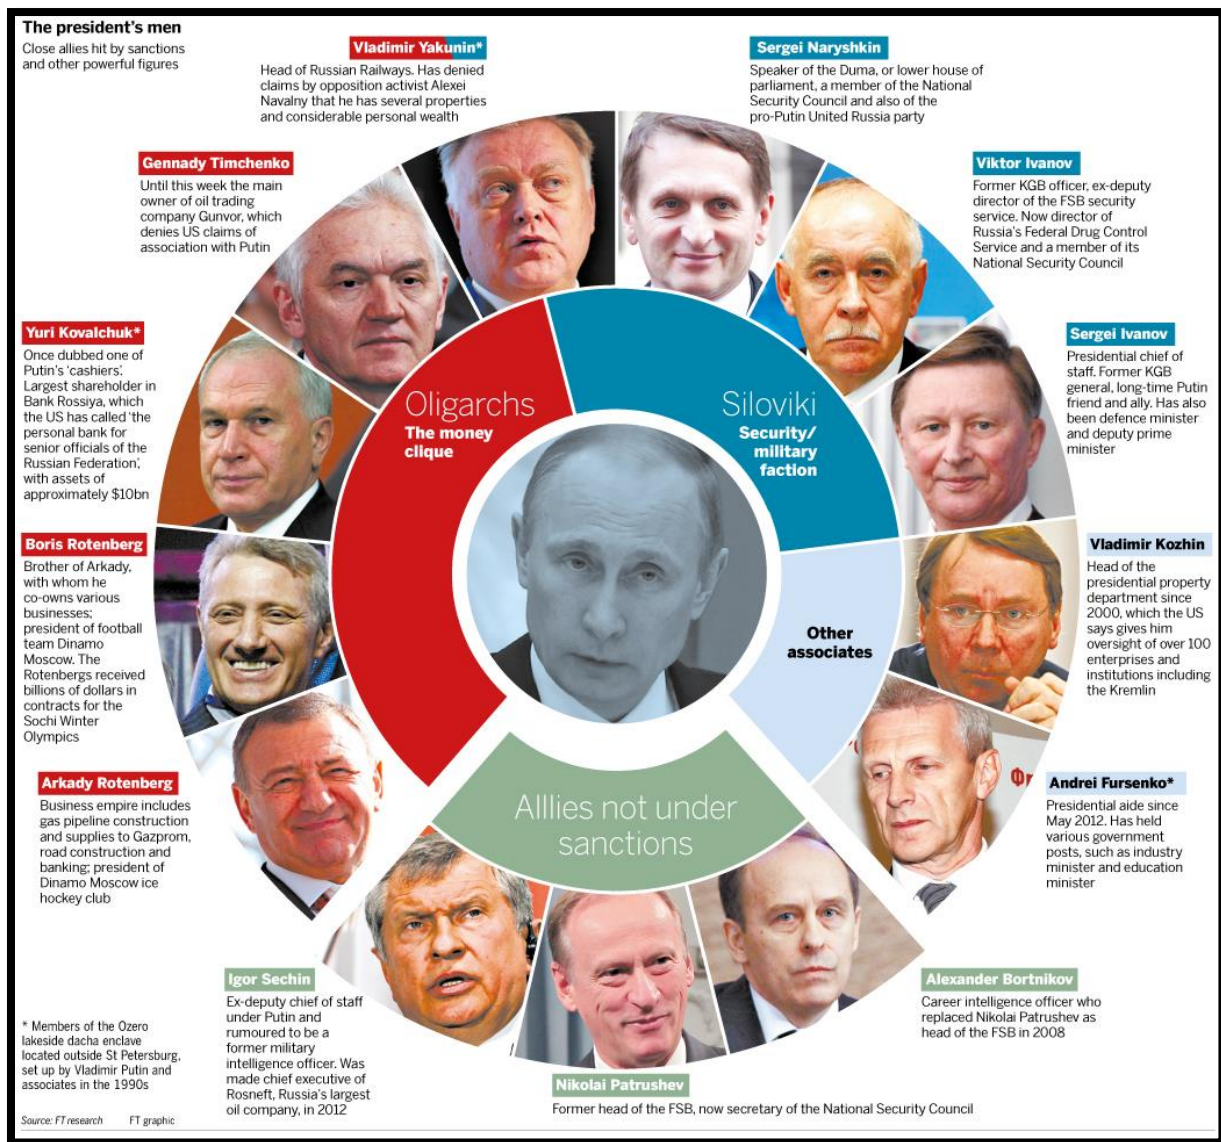 The president's men
Close allies hit by sanctions
and other powerful figures
Vladimir Yakunin*
Head of Russian Railways. Has denied
claims by opposition activist Alexei
Navalny that he has several properties
and considerable personal wealth
Sergei Naryshkin
Speaker of the Duma, or lower house of
parliament, a member of the National
Security Council and also of the
pro-Putin United Russia party
Gennady Timchenko
Until this week the main
owner of oil trading
company Gunvor, which
denies US claims of
association with Putin
Viktor Ivanov
Former KGB officer, ex-deputy
director of the FSB security
service. Now director of
Russia's Federal Drug Control
Service and a member of its
National Security Council
Yuri Kovalchuk*
Once dubbed one of
Putin's 'cashiers'.
Largest shareholder in
Bank Rossiya, which
the US has called 'the
personal bank for
senior officials of the
Russian Federation',
with assets of
approximately $10bn
Sergei Ivanov
Presidential chief of
staff. Former KGB
general, long-time Putin
friend and ally. Has also
been defence minister
and deputy prime
minister
Oligarchs
The money
clique
Siloviki
Security/
military
faction
Boris Rotenberg
Brother of Arkady,
with whom he
co-owns various
businesses;
president of football
team Dinamo
Moscow. The
Rotenbergs received
billions of dollars in
contracts for the
Sochi Winter
Olympics
Vladimir Kozhin
Head of the
presidential property
department since
2000, which the US
says gives him
oversight of over 100
enterprises and
institutions including
the Kremlin
Other
associates
Arkady Rotenberg
Business empire includes
gas pipeline construction
and supplies to Gazprom,
road construction and
banking; president of
Dinamo Moscow ice
hockey club
Andrei Fursenko*
Presidential aide since
May 2012. Has held
various government
posts, such as industry
minister and education
minister
Alllies not under
sanctions
Igor Sechin
Ex-deputy chief of staff
under Putin and
rumoured to be a
former military
intelligence officer. Was
made chief executive of
Rosneft, Russia's largest
oil company, in 2012
Alexander Bortnikov
Career intelligence officer who
replaced Nikolai Patrushev as
head of the FSB in 2008
Nikolai Patrushev
Former head of the FSB, now secretary of the National Security Council
* Members of the Ozero
lakeside dacha enclave
located outside St Petersburg,
set up by Vladimir Putin and
associates in the 1990s
Source: FT research FT graphic